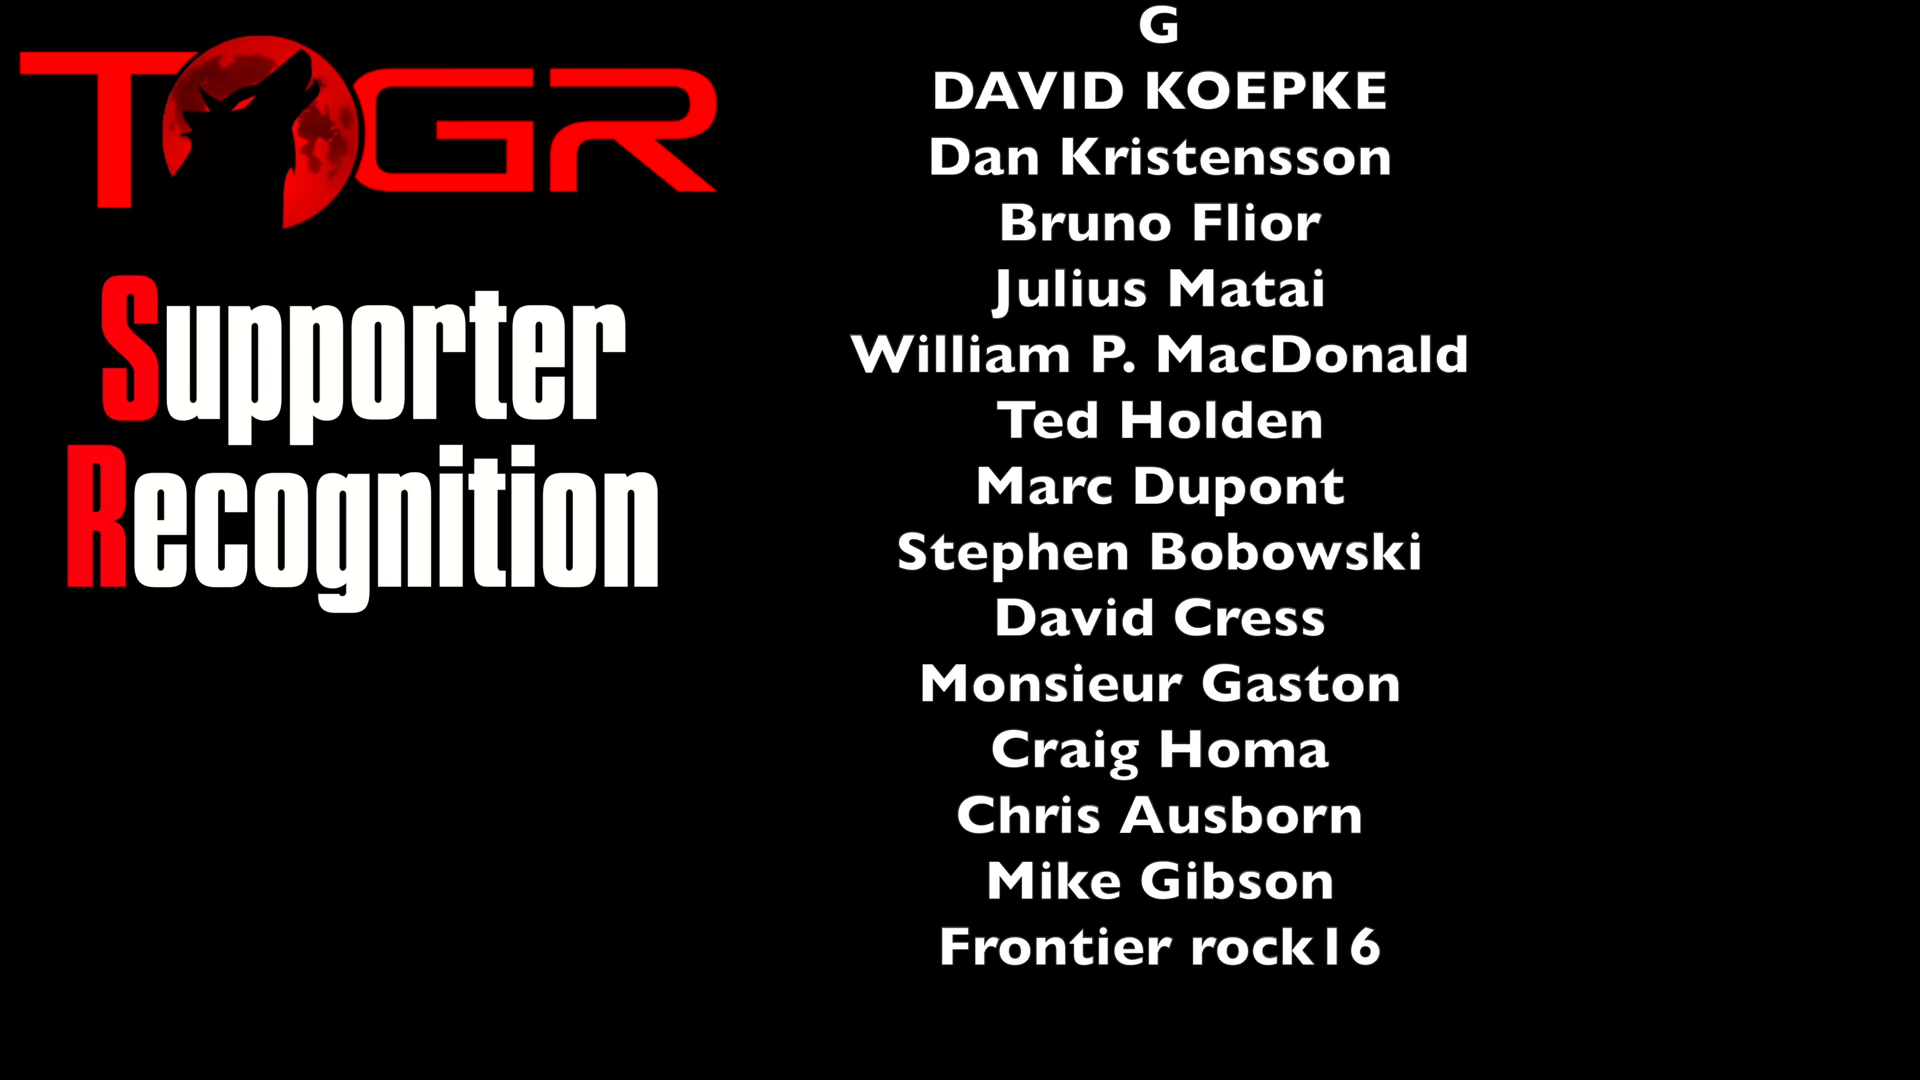 TOGR
Supporter
Recognition
G
DAVID KOEPKE
Dan Kristensson
Bruno Flior
Julius Matai
William P. MacDonald
Ted Holden
Marc Dupont
Stephen Bobowski
David Cress
Monsieur Gaston
Craig Homa
Chris Ausborn
Mike Gibson
Frontier rock16